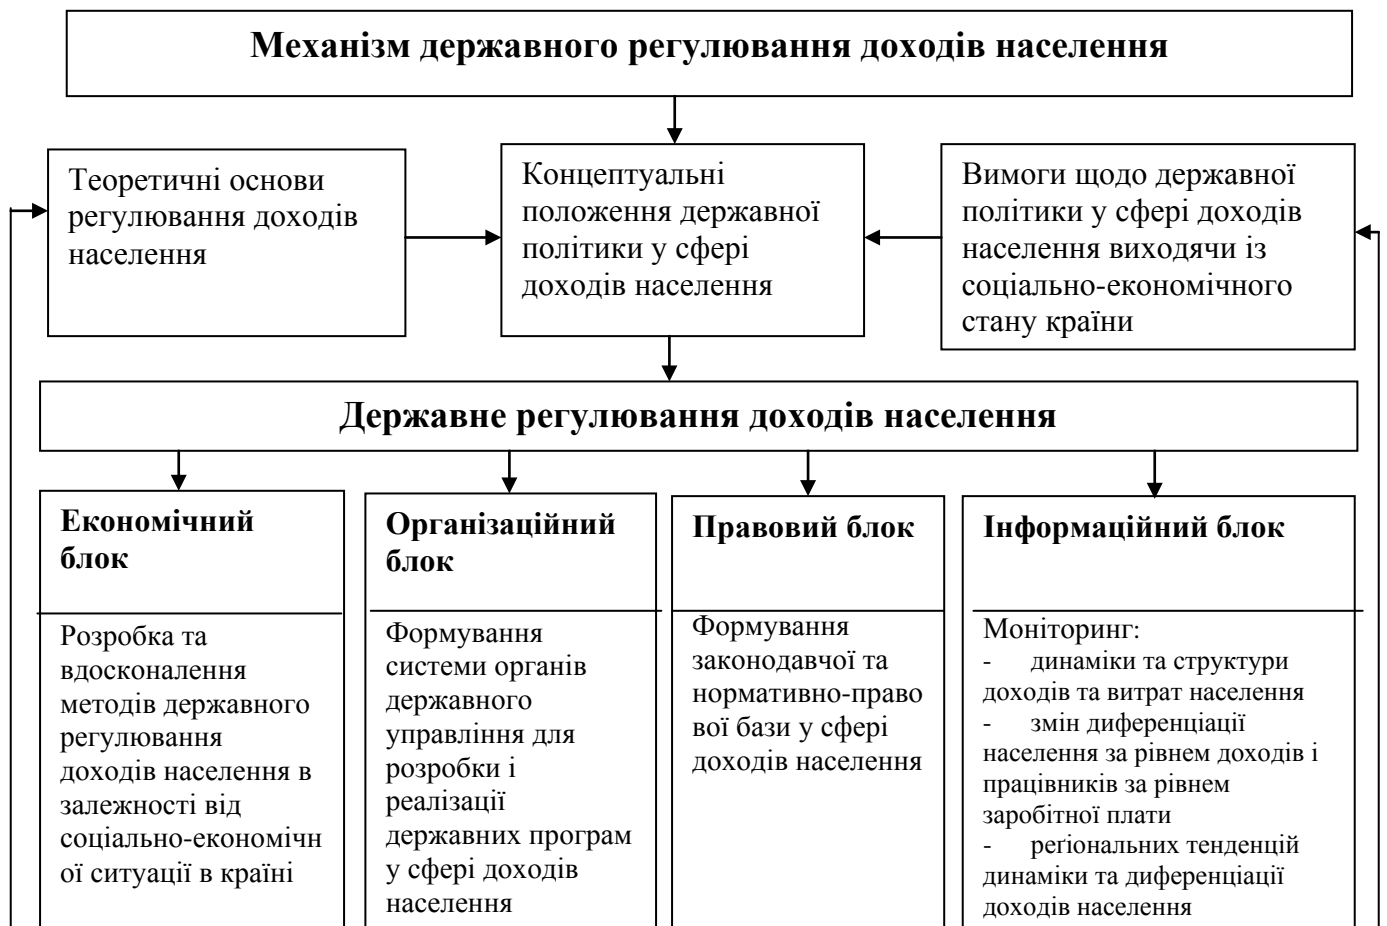 Механізм державного регулювання доходів населення
Теоретичні основи
регулювання доходів
населення
Концептуальні
положення державної
політики у сфері
доходів населення
Вимоги щодо державної
політики у сфері доходів
населення виходячи із
соціально-економічного
стану країни
Державне регулювання доходів населення
Економічний
блок
Розробка та
вдосконалення
методів державного
регулювання
доходів населення в
залежності від
соціально-економічн
ої ситуації в країні
Організаційний
блок
Формування
системи органів
державного
управління для
розробки і
реалізації
державних програм
у сфері доходів
населення
Правовий блок
Формування
законодавчої та
нормативно-право
вої бази у сфері
доходів населення
Інформаційний блок
Моніторинг:
- динаміки та структури
доходів та витрат населення
- змін диференціації
населення за рівнем доходів і
працівників за рівнем
заробітної плати
- реґіональних тенденцій
динаміки та диференціації
доходів населення